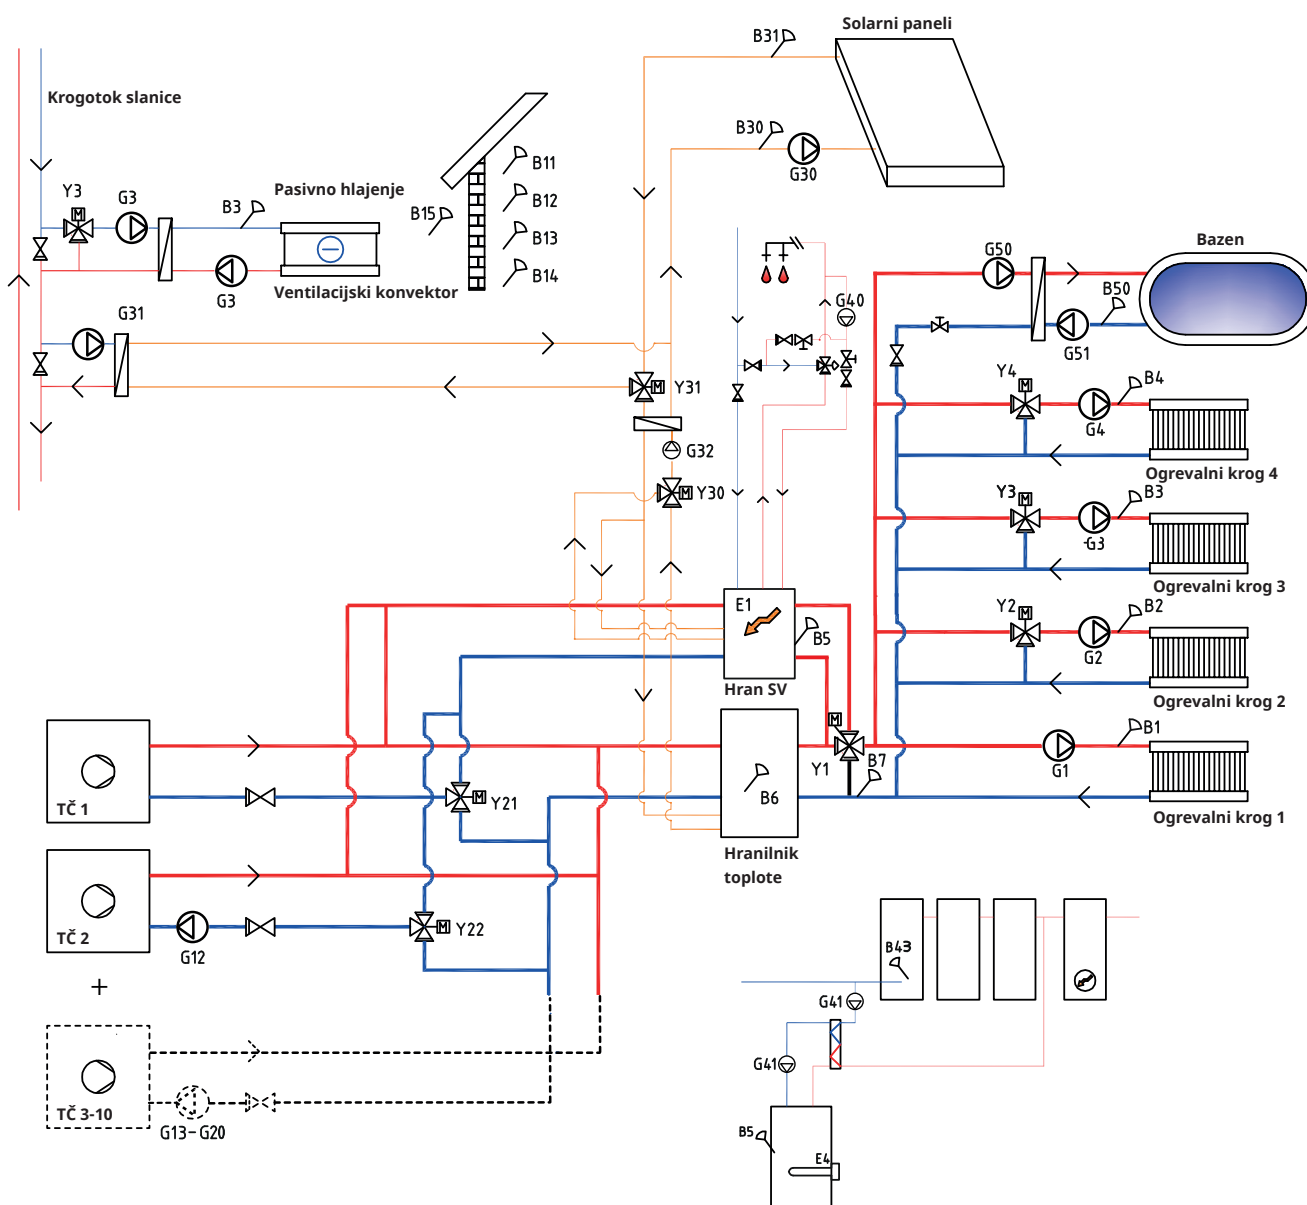 Solarni paneli
B31
Krogotok slanice
B30
G30
B11
Y3
G3
B3
Pasivno hlajenje
B15
B12
B13
B14
G3
Ventilacijski konvektor
G31
G50
Bazen
B50
G40
G51
Y31
Y4
B4
G4
G32
Ogrevalni krog 4
Y30
Y3
B3
-G3
Ogrevalni krog 3
E1
B5
Y2
B2
G2
Hran SV
Ogrevalni krog 2
M
Y1
B7
B1
G1
TČ 1
M
Y21
B6
Ogrevalni krog 1
Hranilnik
toplote
TČ 2
G12
M
Y22
+
B43
G41
TČ 3-10
G13-G20
G41
B5
E4